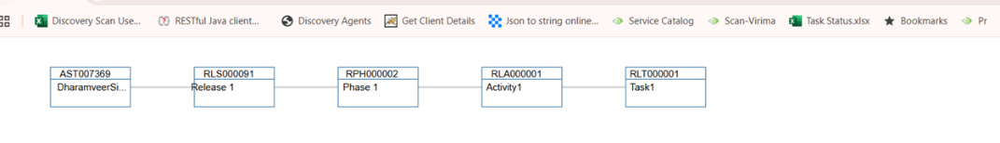 Discovery Scan Use... RESTful Java client... Discovery Agents Get Client Details Json to string online... Service Catalog Scan-Virima Task Status.xlsx Bookmarks Pr
AST007369 RLS000091 RPH000002 RLA000001 RLT000001
DharamveerSi... Release 1 Phase 1 Activity1 Task1